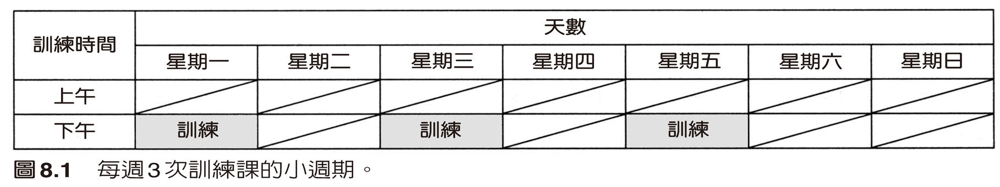 訓練時間 天數
星期一 星期二 星期三 星期四 星期五 星期六 星期日
上午
下午 訓練 訓練 訓練
圖8.1 每週3次訓練課的小週期。